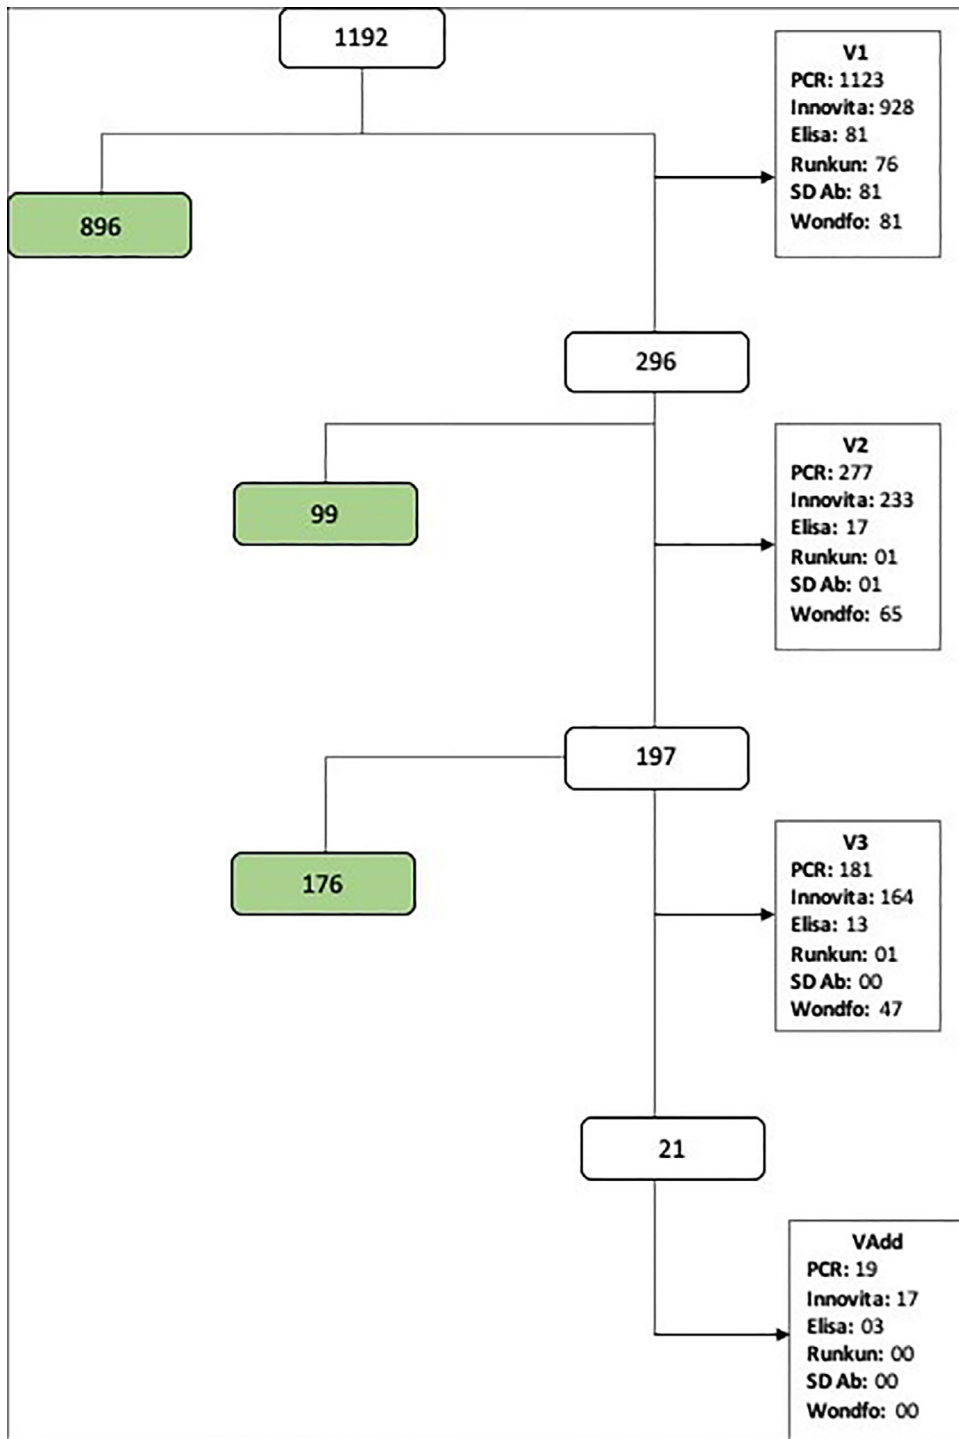 1192
V1
PCR: 1123
Innovita: 928
Elisa: 81
Runkun: 76
SD Ab: 81
Wondfo: 81
896
296
V2
PCR: 277
Innovita: 233
Elisa: 17
Runkun: 01
SD Ab: 01
Wondfo: 65
99
197
V3
PCR: 181
Innovita: 164
Elisa: 13
Runkun: 01
SD Ab: 00
Wondfo: 47
176
21
VAdd
PCR: 19
Innovita: 17
Elisa: 03
Runkun: 00
SD Ab: 00
Wondfo: 00